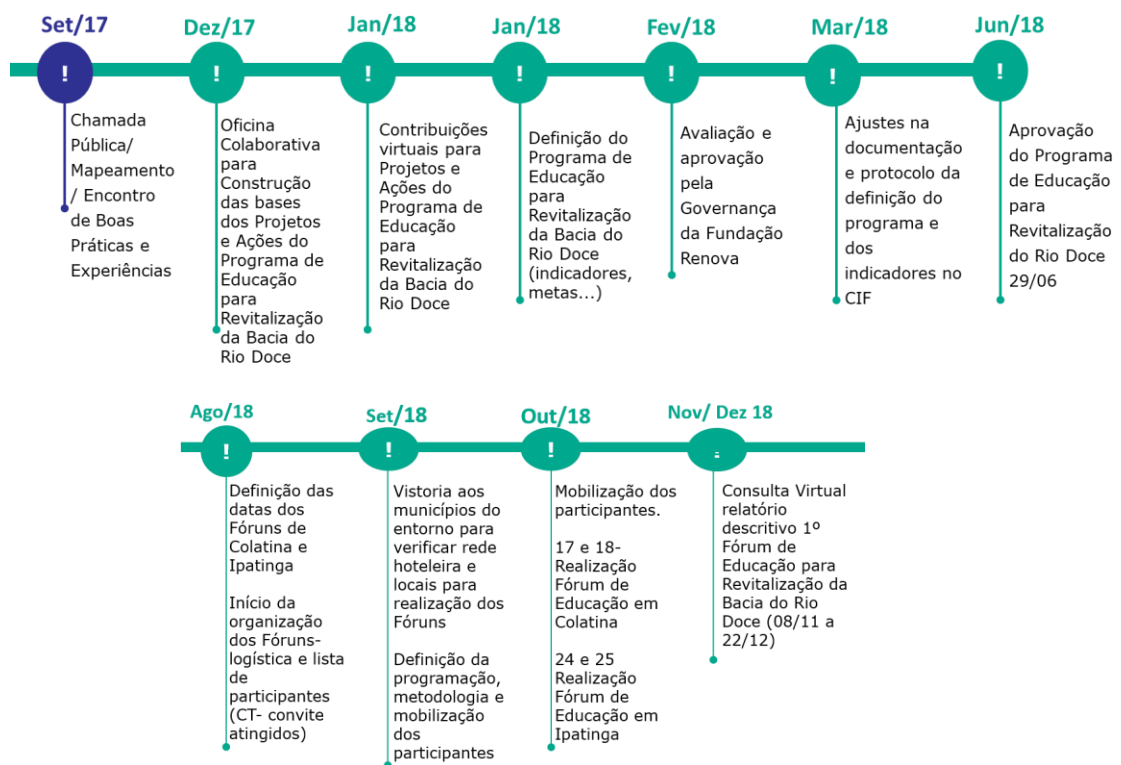 Set/17
Chamada
Pública/
Mapeamento
/ Encontro
de Boas
Práticas e
Experiências
Dez/17
Oficina
Colaborativa
para
Construção
das bases
dos Projetos
e Ações do
Programa de
Educação
para
Revitalização
da Bacia do
Rio Doce
Jan/18
Contribuições
virtuais para
Projetos e
Ações do
Programa de
Educação
para
Revitalização
da Bacia do
Rio Doce
Jan/18
Definição do
Programa de
Educação
para
Revitalização
da Bacia do
Rio Doce
(indicadores,
metas...)
Fev/18
Avaliação e
aprovação
pela
Governança
da Fundação
Renova
Mar/18
Ajustes na
documentação
e protocolo da
definição do
programa e
dos
indicadores no
CIF
Jun/18
Aprovação
do Programa
de Educação
para
Revitalização
do Rio Doce
29/06
! ! ! ! ! ! !
Ago/18
Definição das
datas dos
Fóruns de
Colatina e
Ipatinga
Início da
organização
dos Fóruns-
logística e lista
de
participantes
(CT- convite
atingidos)
Set/18
Vistoria aos
municípios do
entorno para
verificar rede
hoteleira e
locais para
realização dos
Fóruns
Definição da
programação,
metodologia e
mobilização
dos
participantes
Out/18
Mobilização dos
participantes.
17 e 18-
Realização
Fórum de
Educação em
Colatina
24 e 25
Realização
Fórum de
Educação em
Ipatinga
Nov/ Dez 18
Consulta Virtual
relatório
descritivo 1º
Fórum de
Educação para
Revitalização da
Bacia do Rio
Doce (08/11 a
22/12)
! ! !